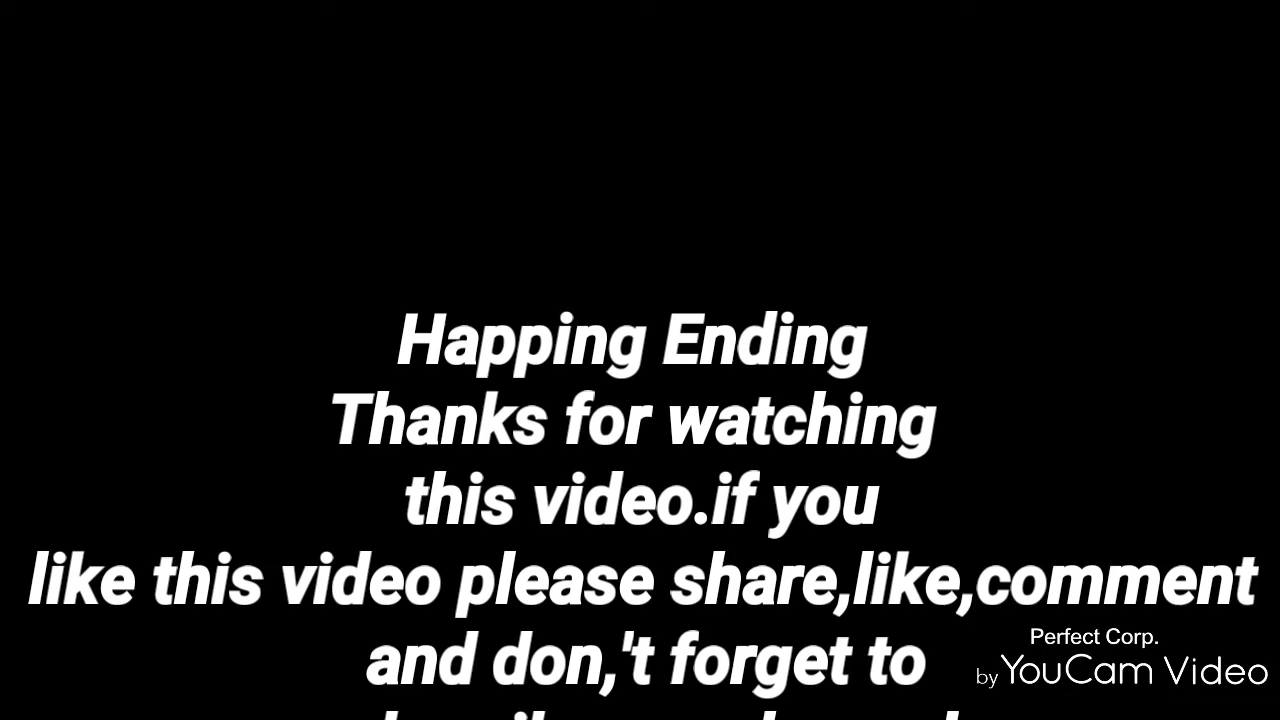 Happing Ending
Thanks for watching
this video.if you
like this video please share,like,comment
and don,'t forget to
Perfect Corp.
by YouCam Video